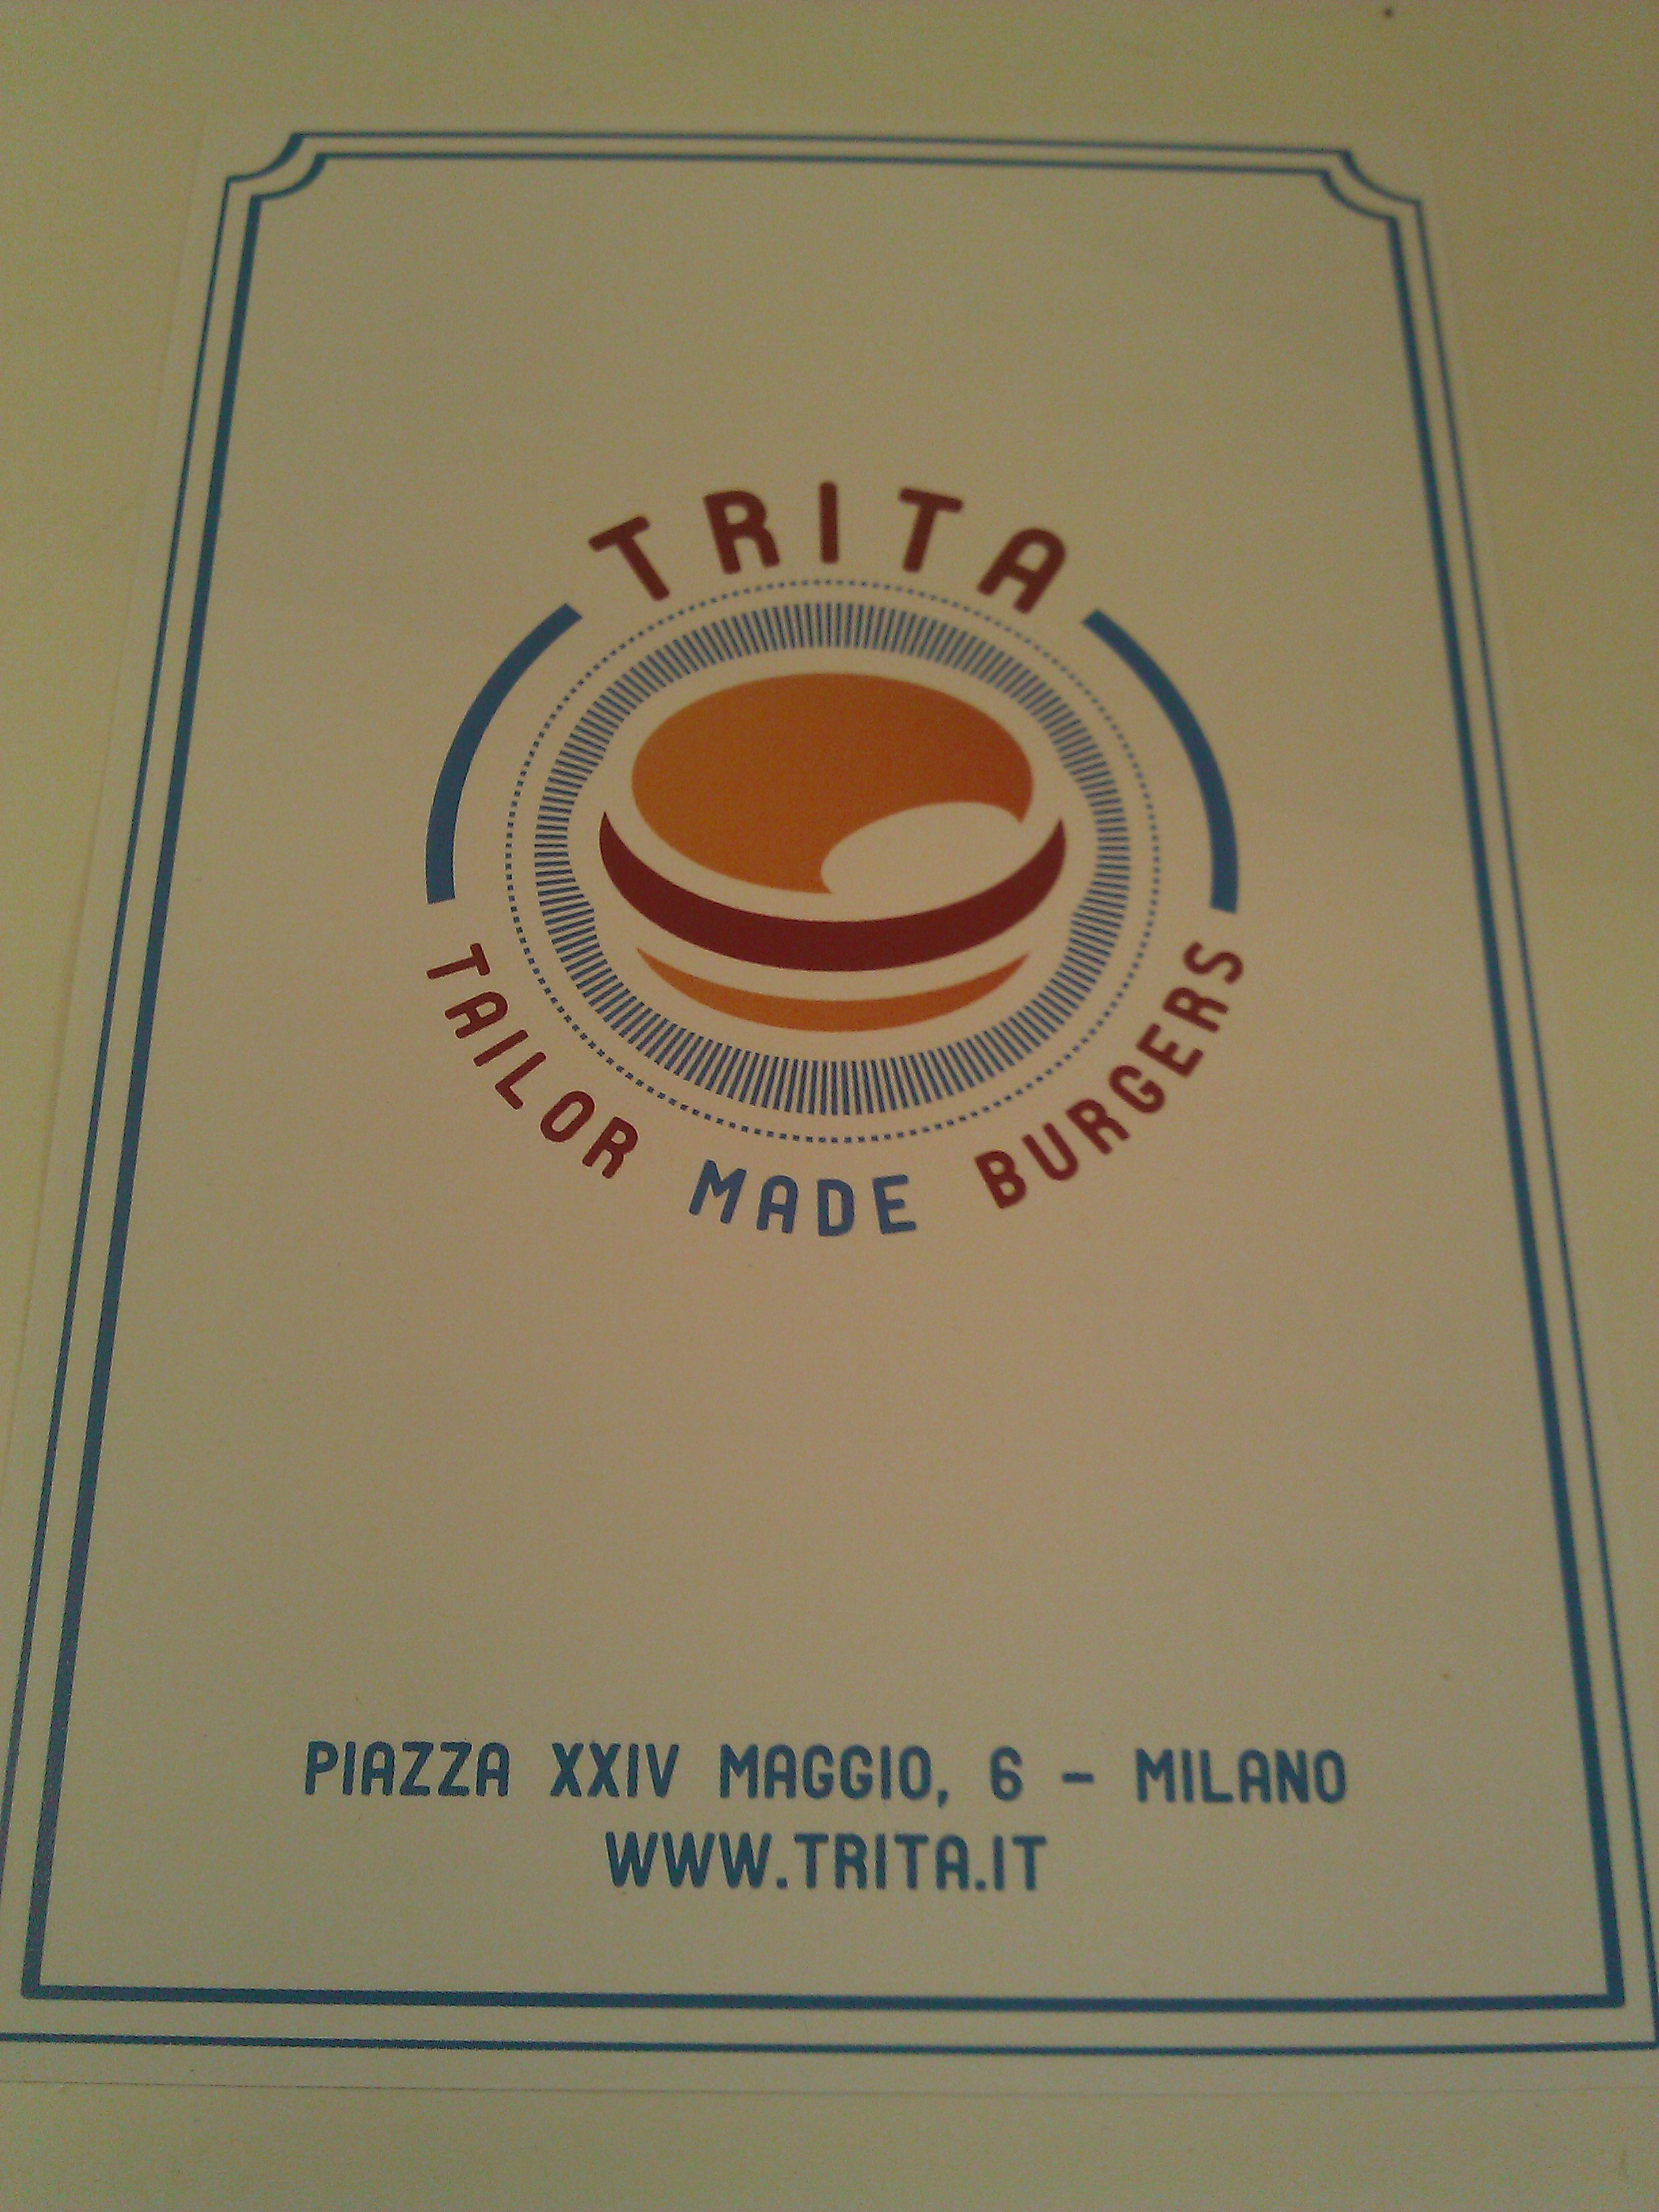 TRITA
TAILOR MADE BURGERS
PIAZZA XXIV MAGGIO, 6 - MILANO
WWW.TRITA.IT